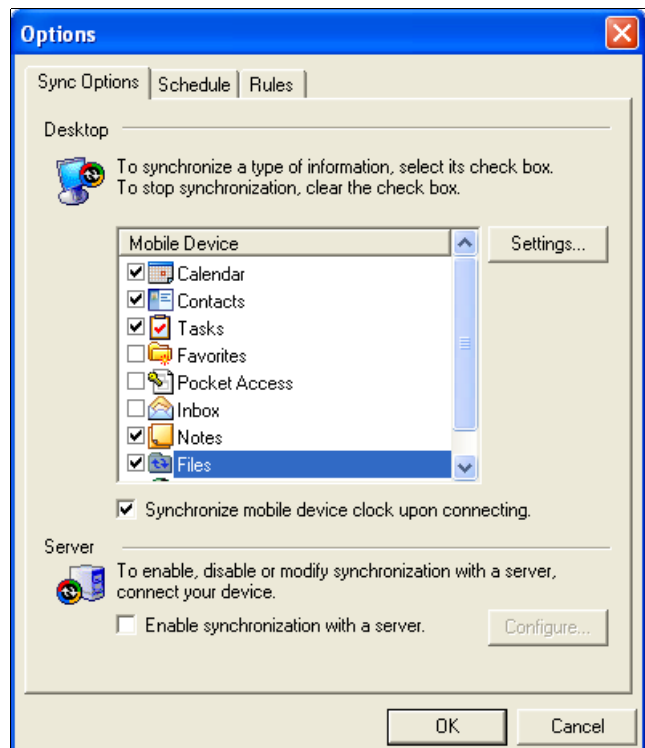 Options
Sync Options
Schedule
Rules
Desktop
To synchronize a type of information, select its check box.
To stop synchronization, clear the check box.
Mobile Device
Settings...
Calendar
Contacts
Tasks
Favorites
Pocket Access
Inbox
Notes
Files
Synchronize mobile device clock upon connecting.
Server
To enable, disable or modify synchronization with a server,
connect your device.
Enable synchronization with a server.
Configure...
OK
Cancel